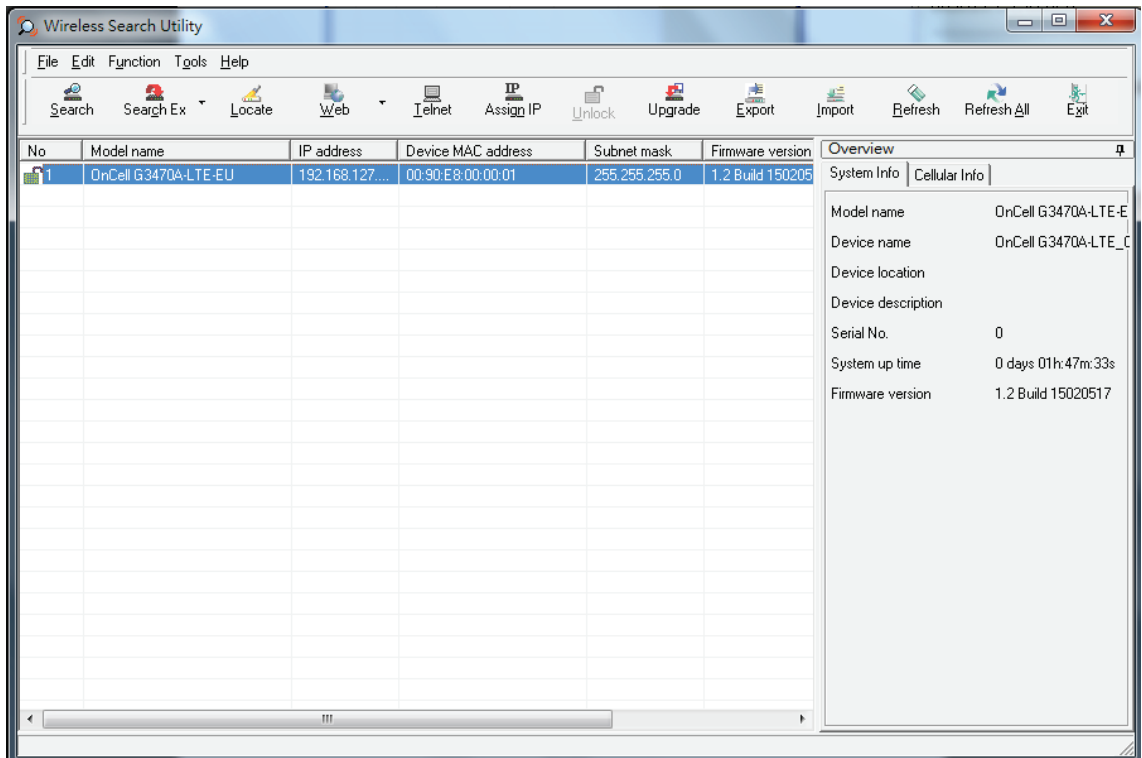 Wireless Search Utility
File Edit Function Tools Help
Search Search Ex Locate Web Telnet Assign IP Unlock Upgrade Export Import Refresh Refresh All Exit
No Model name IP address Device MAC address Subnet mask Firmware version
1 OnCell G3470A-LTE-EU 192.168.127.... 00:90:E8:00:00:01 255.255.255.0 1.2 Build 150205
Overview
System Info Cellular Info
Model name OnCell G3470A-LTE-E
Device name OnCell G3470A-LTE_
Device location
Device description
Serial No. 0
System up time 0 days 01h:47m:33s
Firmware version 1.2 Build 15020517